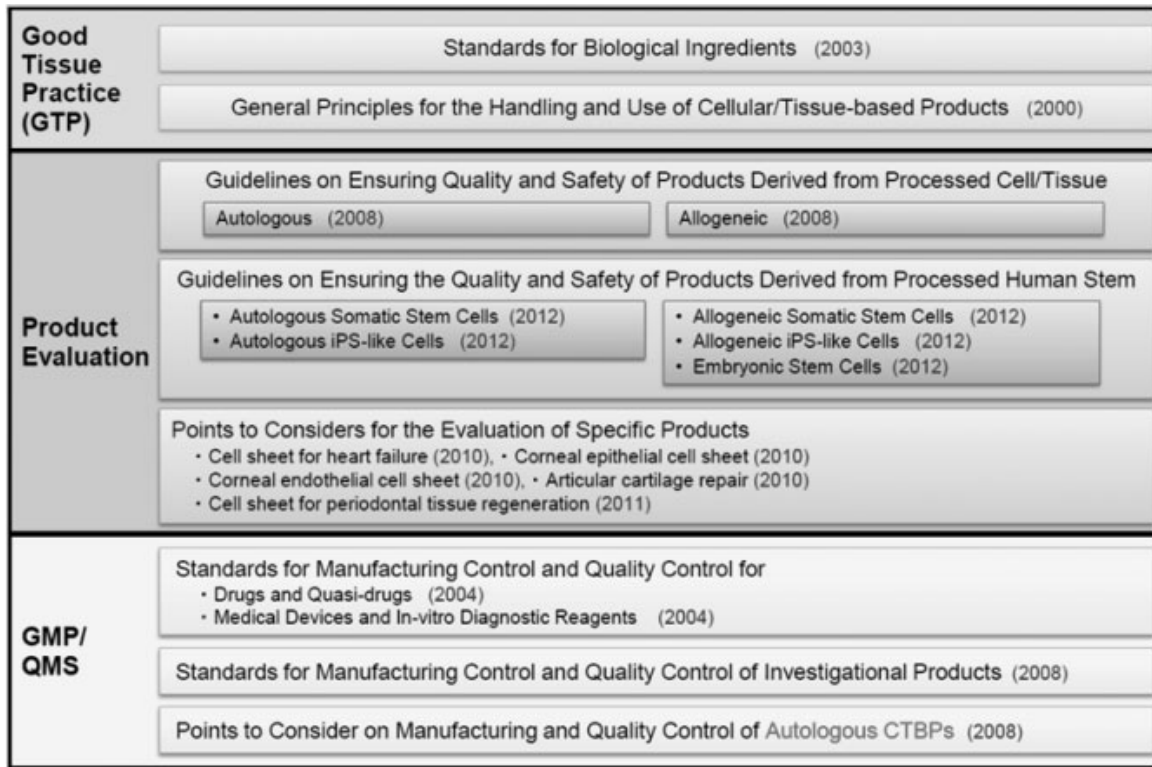 Good
Tissue
Practice
(GTP)
Standards for Biological Ingredients (2003)
General Principles for the Handling and Use of Cellular/Tissue-based Products (2000)
Product
Evaluation
Guidelines on Ensuring Quality and Safety of Products Derived from Processed Cell/Tissue
Autologous (2008)
Allogeneic (2008)
Guidelines on Ensuring the Quality and Safety of Products Derived from Processed Human Stem
• Autologous Somatic Stem Cells (2012)
• Autologous iPS-like Cells (2012)
• Allogeneic Somatic Stem Cells (2012)
• Allogeneic iPS-like Cells (2012)
• Embryonic Stem Cells (2012)
Points to Considers for the Evaluation of Specific Products
・Cell sheet for heart failure (2010), ・Corneal epithelial cell sheet (2010)
・Corneal endothelial cell sheet (2010), ・Articular cartilage repair (2010)
・Cell sheet for periodontal tissue regeneration (2011)
GMP/
QMS
Standards for Manufacturing Control and Quality Control for
・Drugs and Quasi-drugs (2004)
・Medical Devices and In-vitro Diagnostic Reagents (2004)
Standards for Manufacturing Control and Quality Control of Investigational Products (2008)
Points to Consider on Manufacturing and Quality Control of Autologous CTBPs (2008)